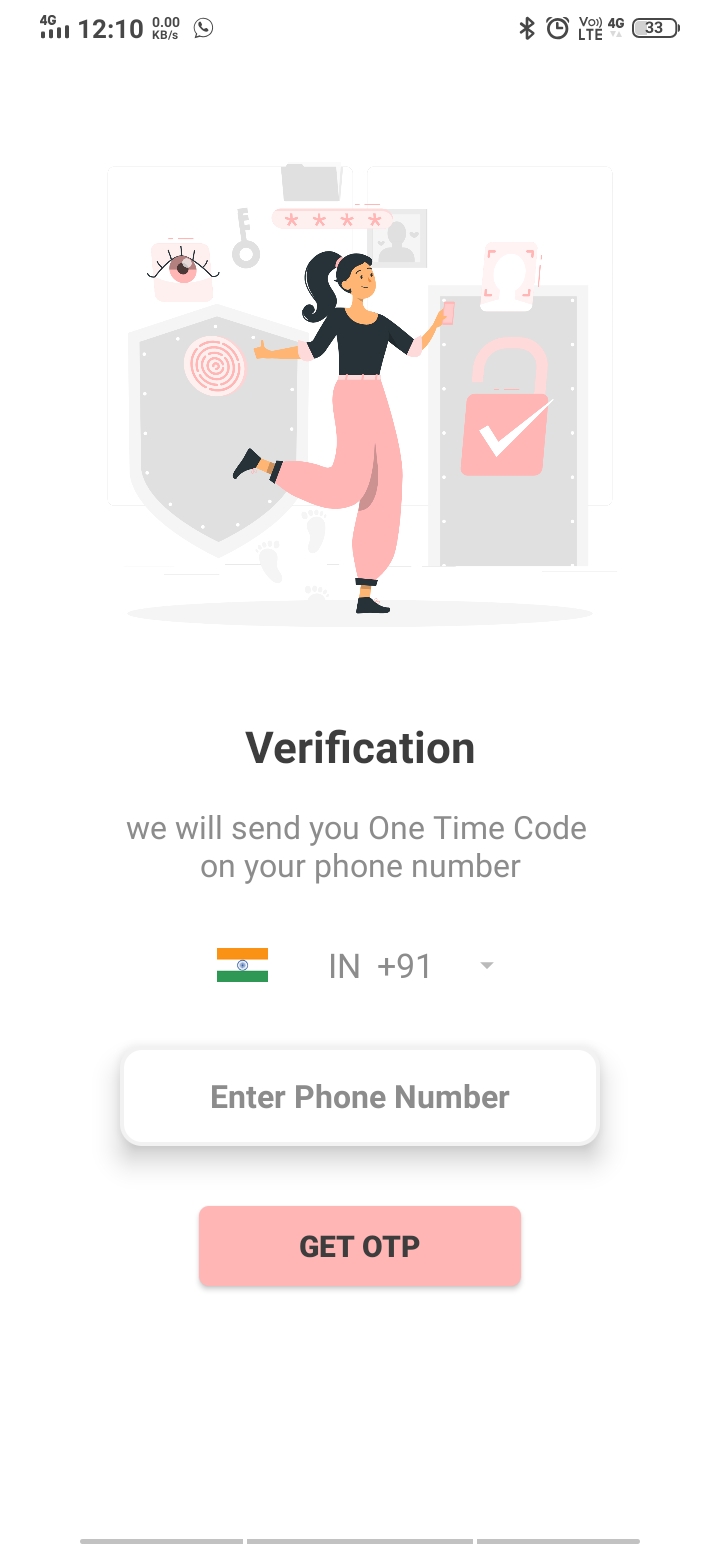 4G 12:10 0.00 KB/s Vo)) LTE 4G 33
* * * *
Verification
we will send you One Time Code
on your phone number
IN +91
Enter Phone Number
GET OTP